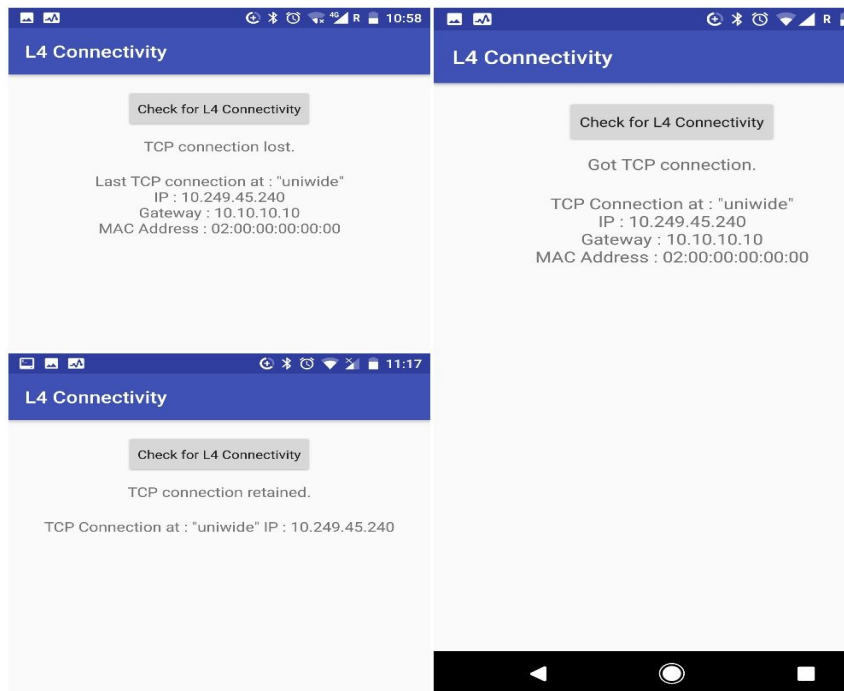 4G R 10:58
L4 Connectivity
Check for L4 Connectivity
TCP connection lost.
Last TCP connection at : "uniwide"
IP : 10.249.45.240
Gateway : 10.10.10.10
MAC Address : 02:00:00:00:00:00
11:17
L4 Connectivity
Check for L4 Connectivity
TCP connection retained.
TCP Connection at : "uniwide" IP : 10.249.45.240
R
L4 Connectivity
Check for L4 Connectivity
Got TCP connection.
TCP Connection at : "uniwide"
IP : 10.249.45.240
Gateway : 10.10.10.10
MAC Address : 02:00:00:00:00:00